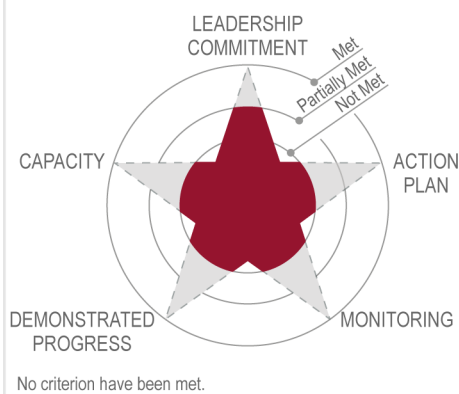 LEADERSHIP
COMMITMENT
Met
Partially Met
Not Met
CAPACITY
ACTION
PLAN
DEMONSTRATED
PROGRESS
MONITORING
No criterion have been met.